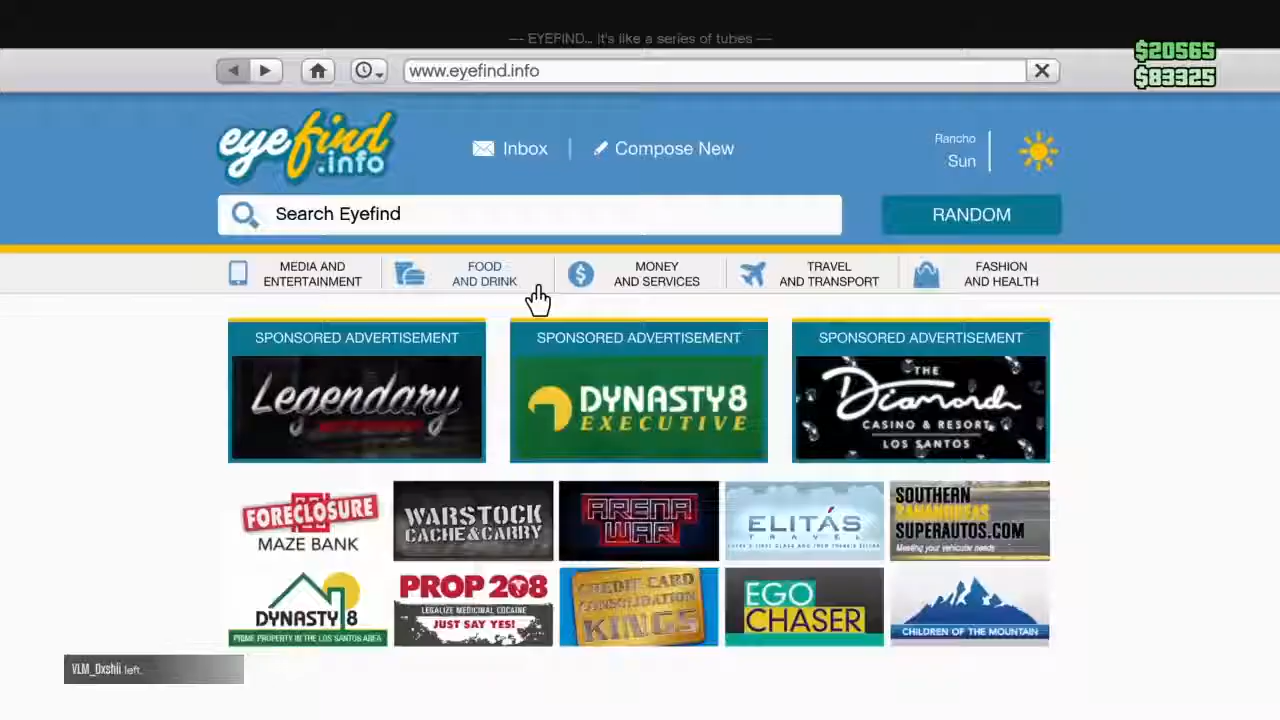 --- EYEFIND... It's like a series of tubes ---
$20565
www.eyefind.info
$83325
eyefind
.info
Inbox
Compose New
Rancho
Sun
Search Eyefind
RANDOM
MEDIA AND
ENTERTAINMENT
FOOD
AND DRINK
MONEY
AND SERVICES
TRAVEL
AND TRANSPORT
FASHION
AND HEALTH
SPONSORED ADVERTISEMENT
Legendary
SPONSORED ADVERTISEMENT
DYNASTY8
EXECUTIVE
SPONSORED ADVERTISEMENT
THE
Diamond
CASINO & RESORT
LOS SANTOS
FORECLOSURE
MAZE BANK
WARSTOCK
CACHE&CARRY
ARENA
WAR
ELITÁS
TRAVEL
SOUTHERN
SUPERAUTOS.COM
Meeting your vehicular needs
DYNASTY 8
PRIME PROPERTY IN THE LOS SANTOS AREA
PROP 208
LEGALIZE MEDICINAL COCAINE
JUST SAY YES!
CREDIT CARD
CONSOLIDATION
KINGS
EGO
CHASER
CHILDREN OF THE MOUNTAIN
VLM_Dxshii left.